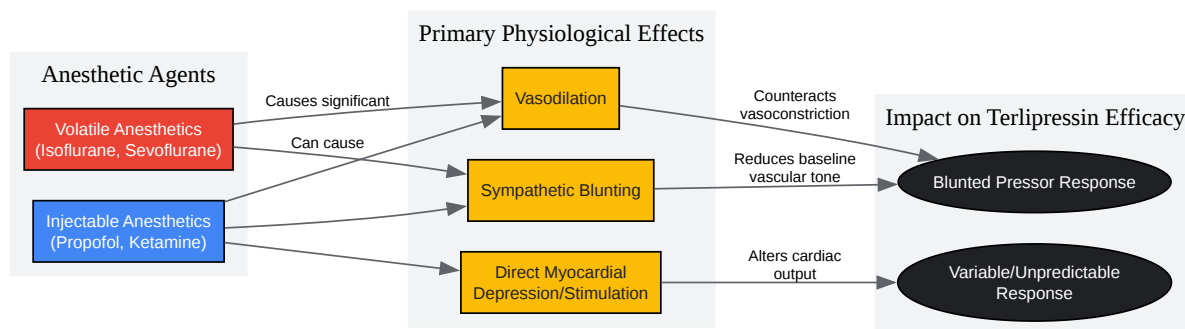 Anesthetic Agents
Volatile Anesthetics
(Isoflurane, Sevoflurane)
Injectable Anesthetics
(Propofol, Ketamine)
Causes significant
Can cause
Primary Physiological Effects
Vasodilation
Sympathetic Blunting
Direct Myocardial
Depression/Stimulation
Counteracts
vasoconstriction
Reduces baseline
vascular tone
Alters cardiac
output
Impact on Terlipressin Efficacy
Blunted Pressor Response
Variable/Unpredictable
Response